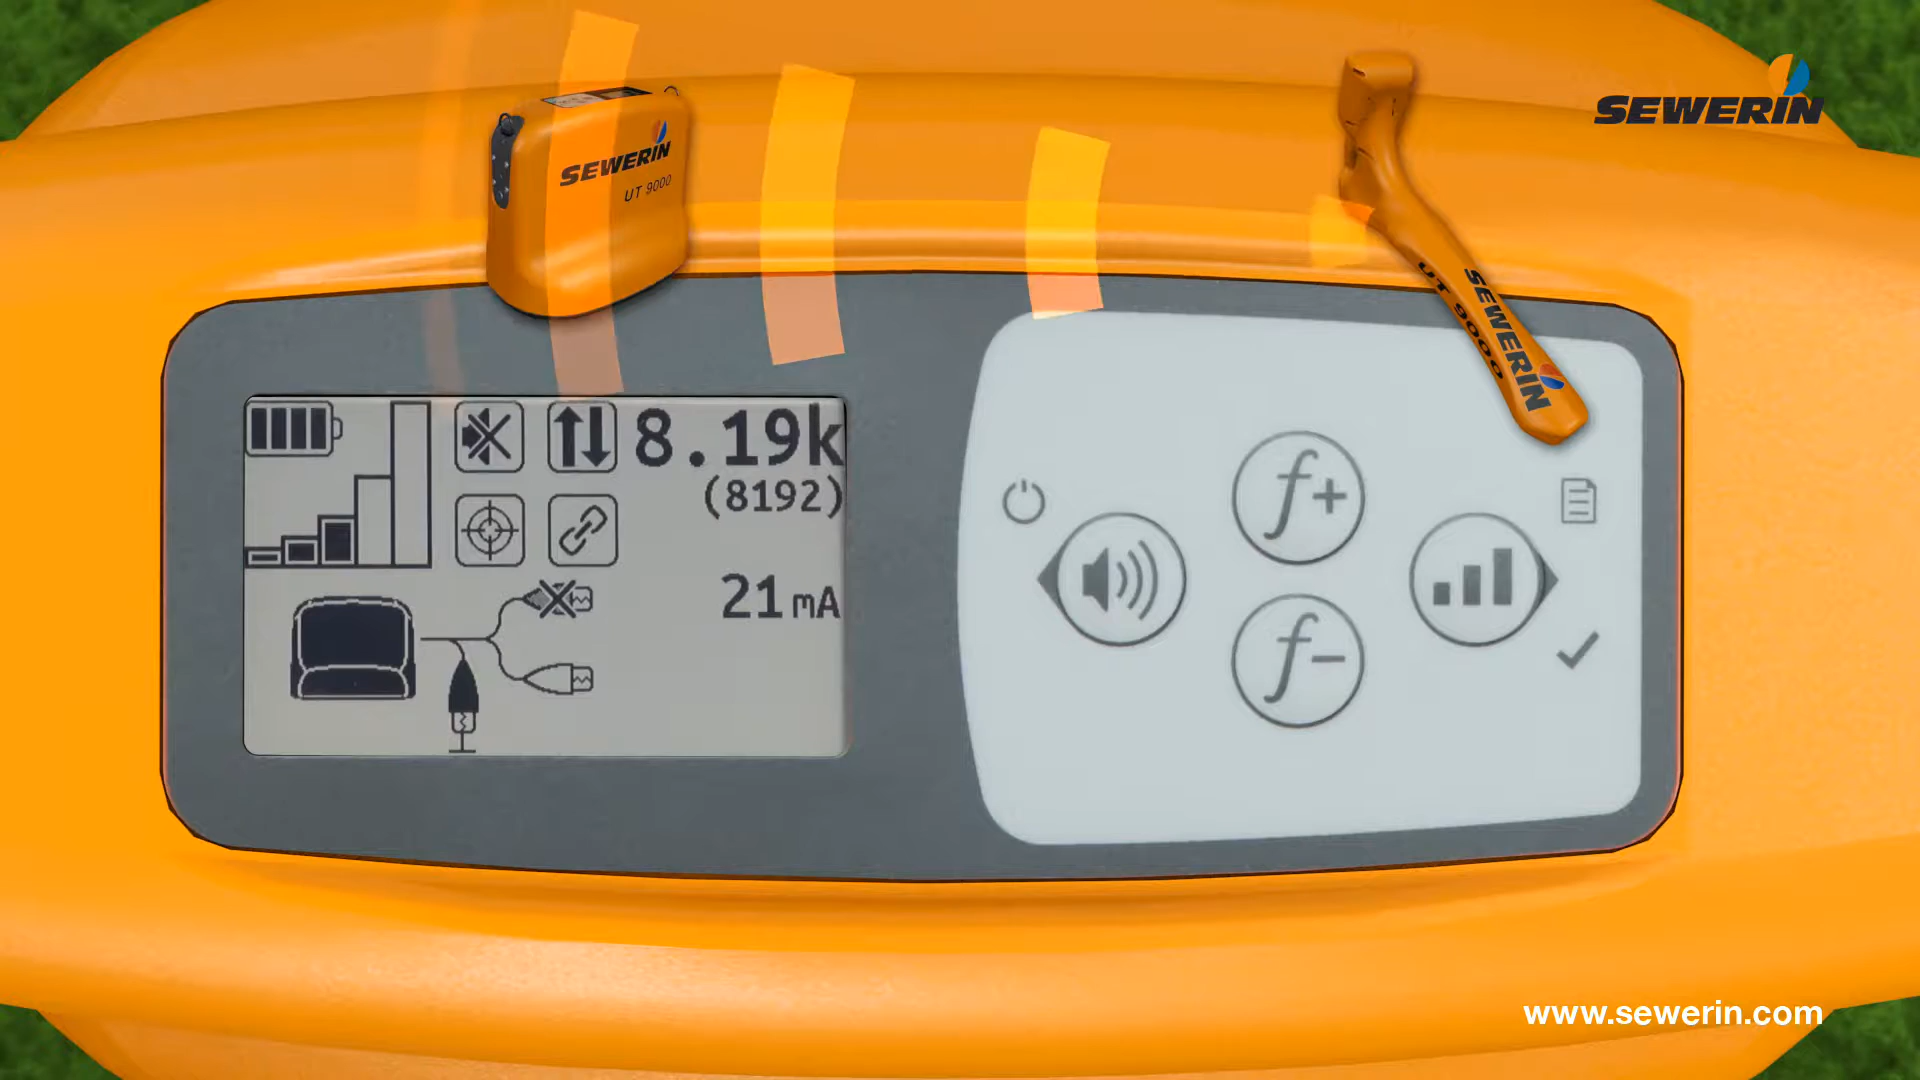 SEWERIN
UT 9000
SEWERIN
UT 9000
SEWERIN
8.19k
(8192)
21 mA
f+
f−
www.sewerin.com